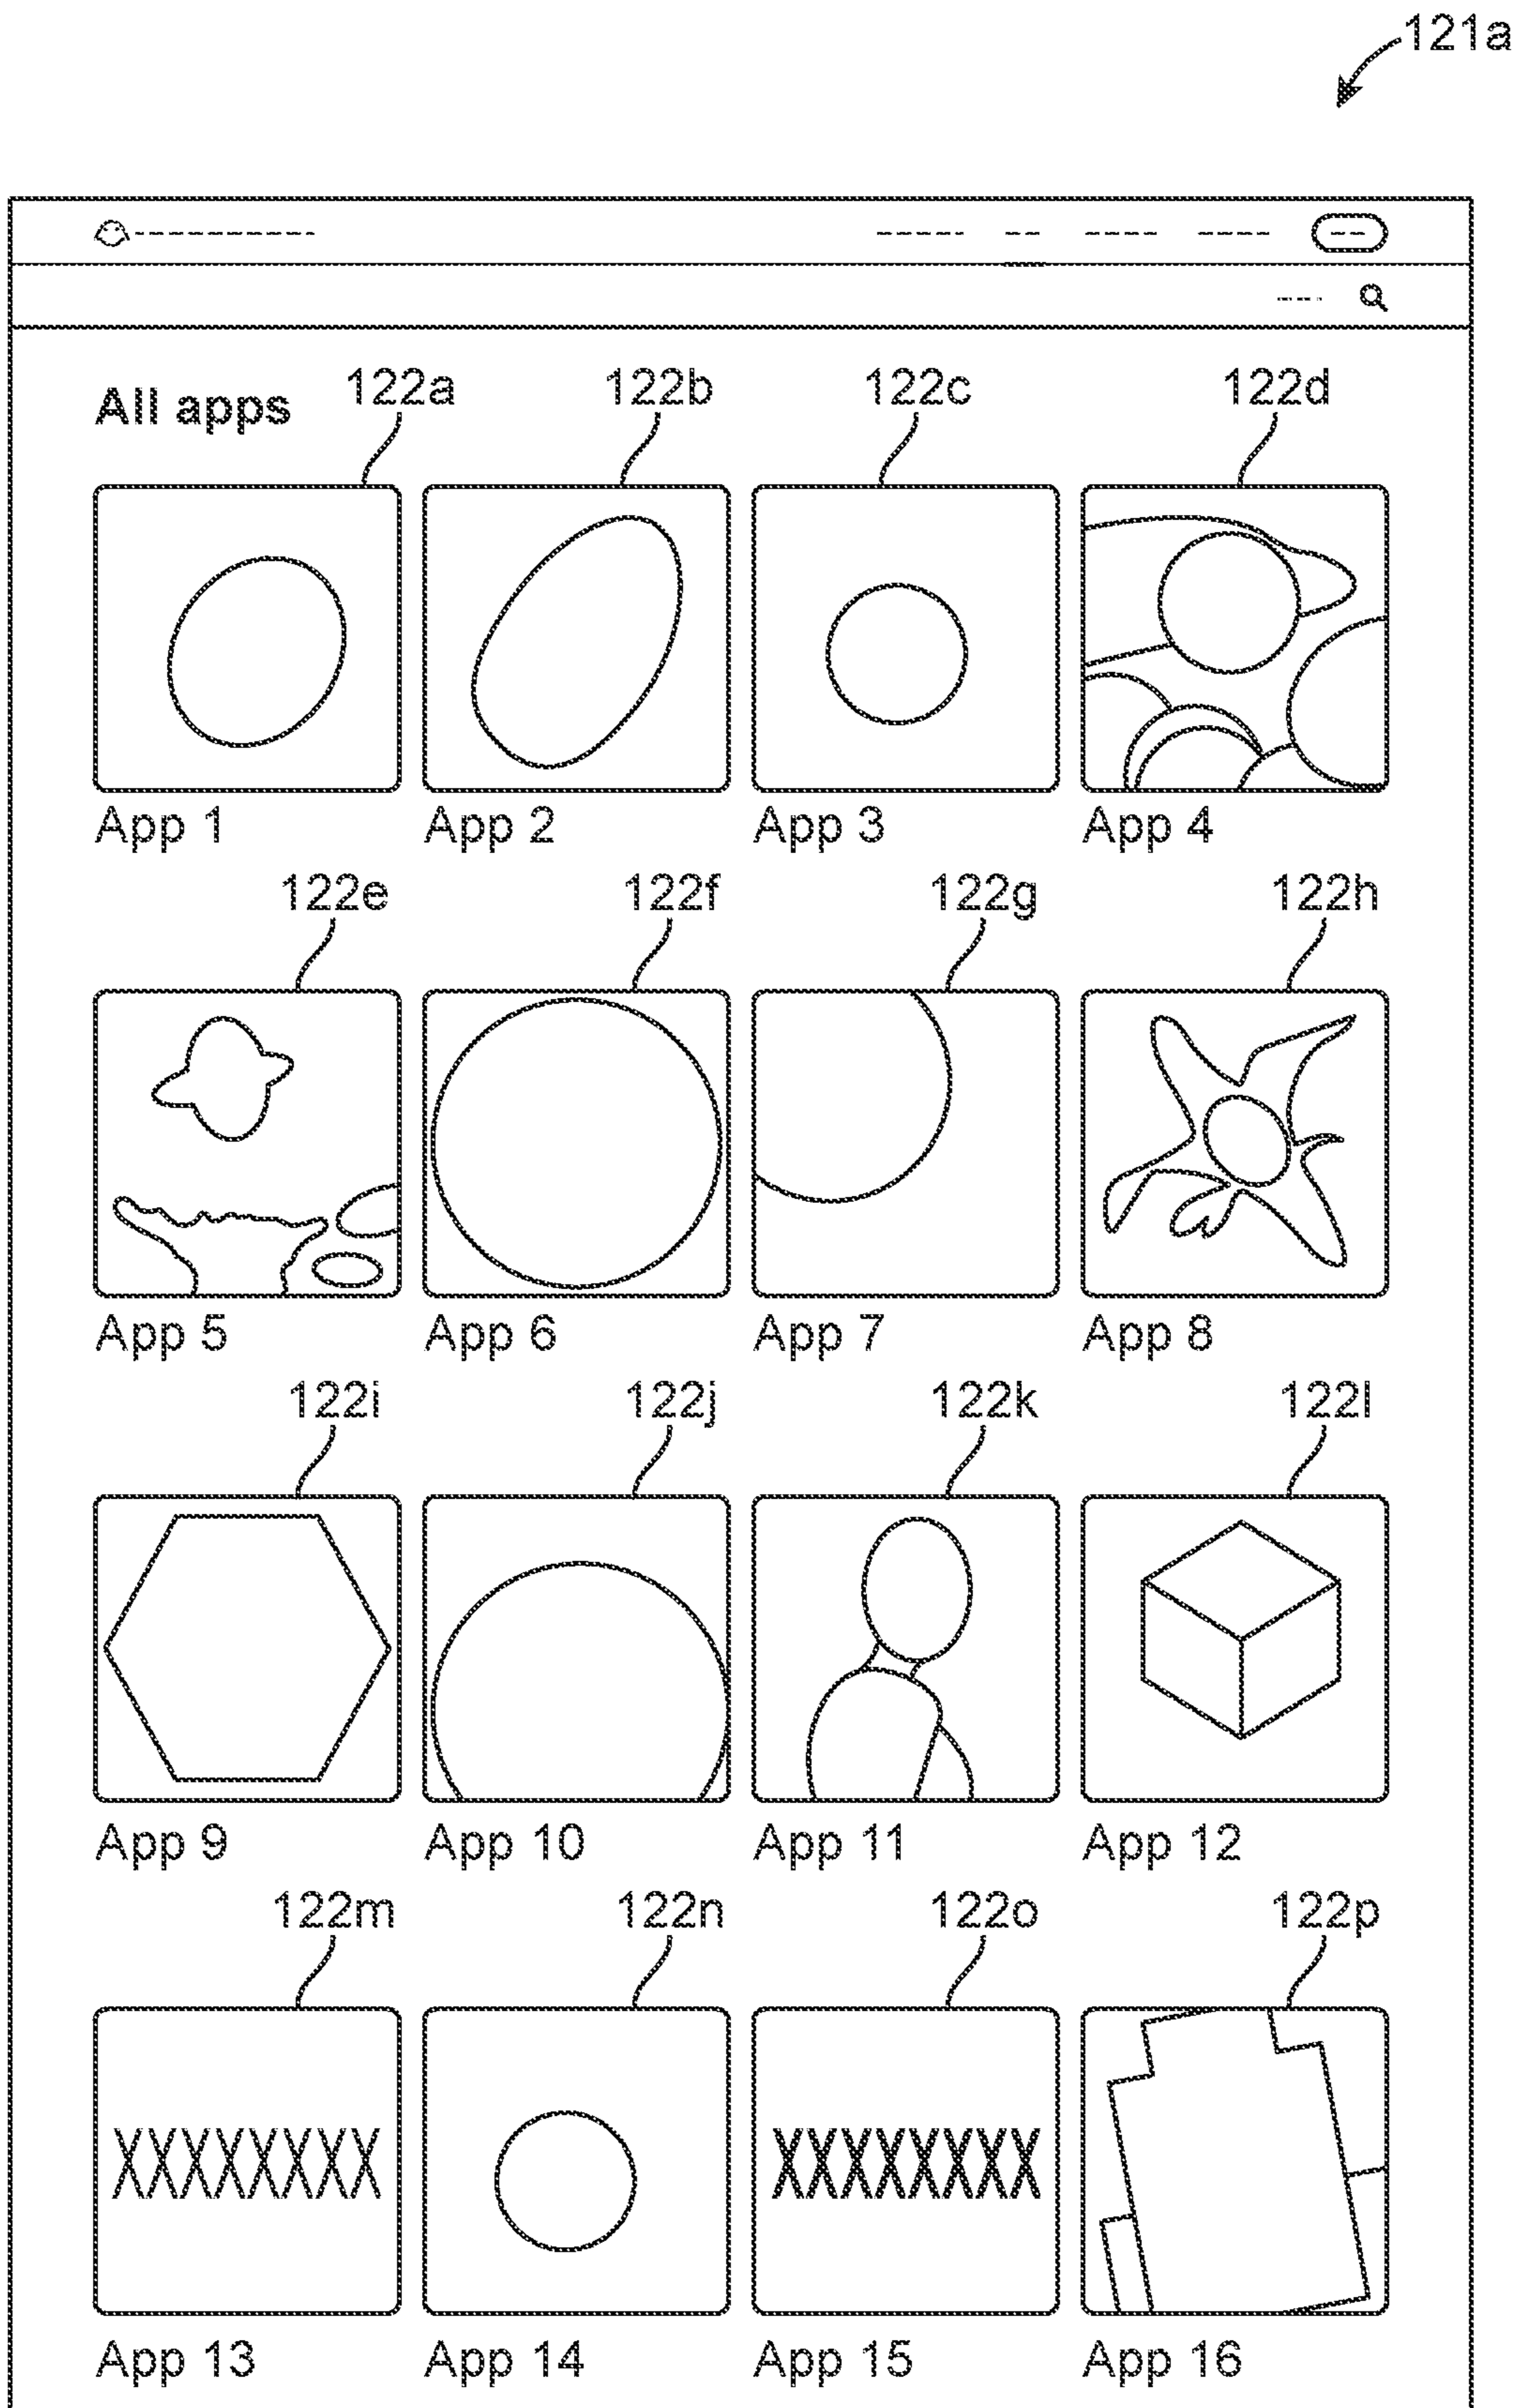 121a
All apps
122a 122b 122c 122d
App 1 App 2 App 3 App 4
122e 122f 122g 122h
App 5 App 6 App 7 App 8
122i 122j 122k 122l
App 9 App 10 App 11 App 12
122m 122n 122o 122p
XXXXXXXX XXXXXXXX
App 13 App 14 App 15 App 16